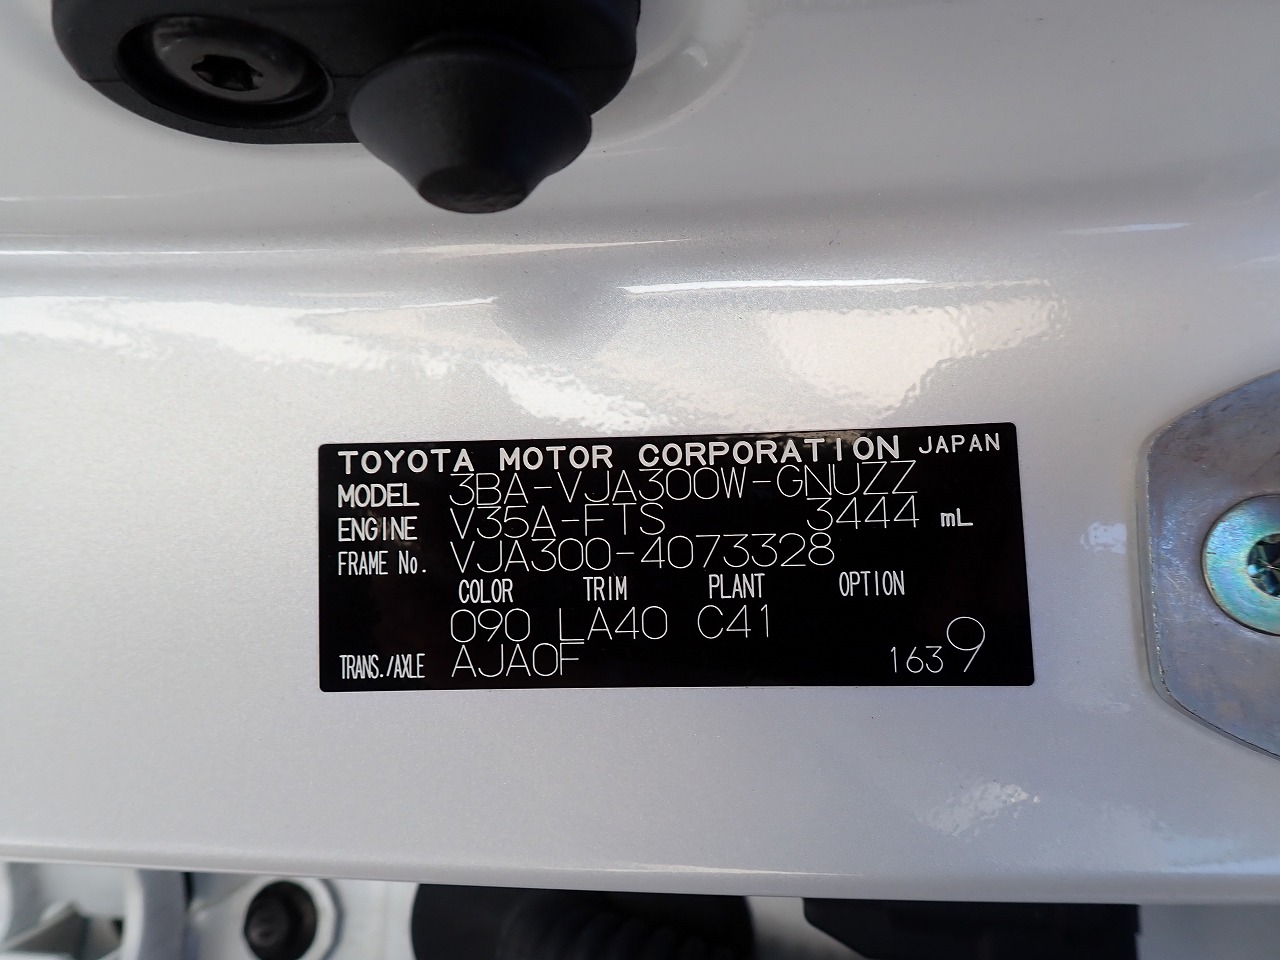 TOYOTA MOTOR CORPORATION JAPAN
MODEL 3BA-VJA300W-GNUZZ
ENGINE V35A-FTS 3444 mL
FRAME No. VJA300-4073328
COLOR TRIM PLANT OPTION
090 LA40 C41
TRANS./AXLE AJA0F 1639